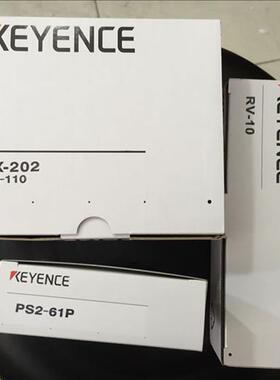 KEYENCE
X-202
-110
KEYENCE
PS2-61P
RV-10
KEYENCE